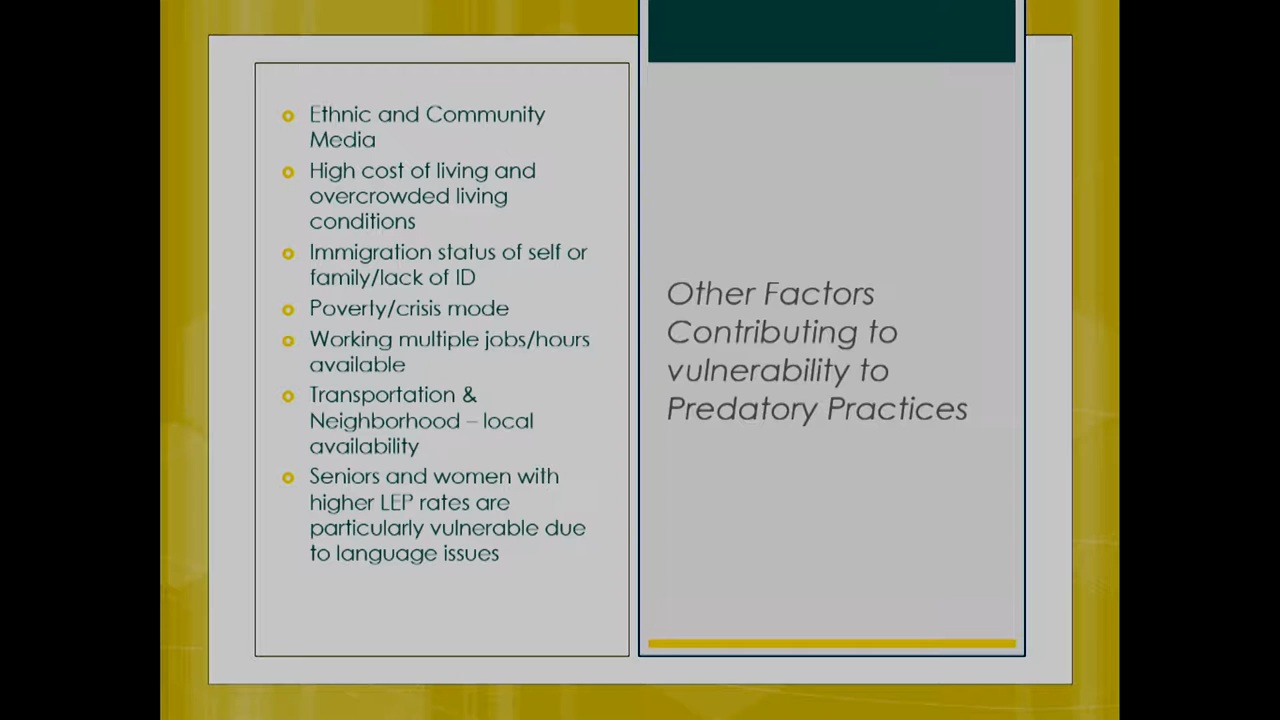 Ethnic and Community
Media
High cost of living and
overcrowded living
conditions
Immigration status of self or
family/lack of ID
Poverty/crisis mode
Working multiple jobs/hours
available
Transportation &
Neighborhood – local
availability
Seniors and women with
higher LEP rates are
particularly vulnerable due
to language issues
Other Factors
Contributing to
vulnerability to
Predatory Practices